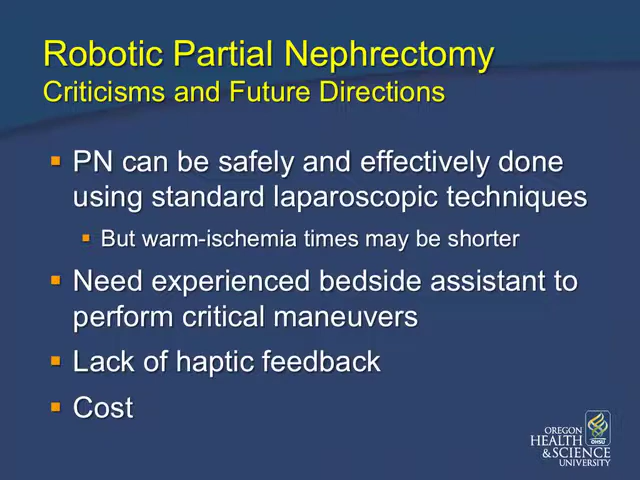 Robotic Partial Nephrectomy
Criticisms and Future Directions
PN can be safely and effectively done
using standard laparoscopic techniques
But warm-ischemia times may be shorter
Need experienced bedside assistant to
perform critical maneuvers
Lack of haptic feedback
Cost
OREGON
HEALTH
&SCIENCE
UNIVERSITY
OHSU